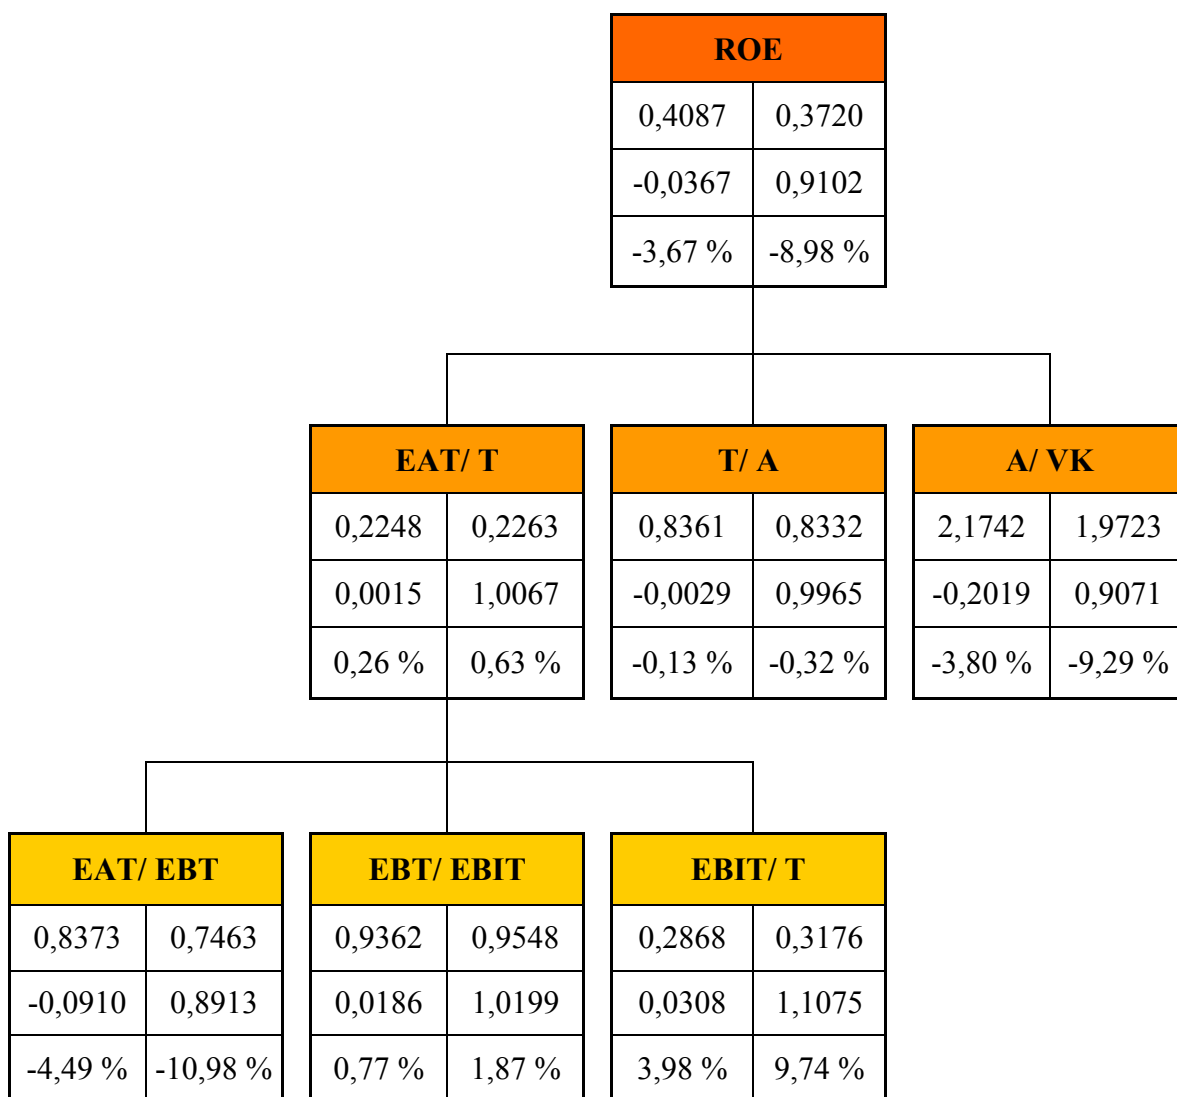 ROE
0,4087 0,3720
-0,0367 0,9102
-3,67 % -8,98 %
EAT/ T T/ A A/ VK
0,2248 0,2263 0,8361 0,8332 2,1742 1,9723
0,0015 1,0067 -0,0029 0,9965 -0,2019 0,9071
0,26 % 0,63 % -0,13 % -0,32 % -3,80 % -9,29 %
EAT/ EBT EBT/ EBIT EBIT/ T
0,8373 0,7463 0,9362 0,9548 0,2868 0,3176
-0,0910 0,8913 0,0186 1,0199 0,0308 1,1075
-4,49 % -10,98 % 0,77 % 1,87 % 3,98 % 9,74 %